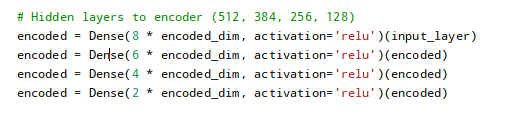 # Hidden layers to encoder (512, 384, 256, 128)
encoded = Dense(8 * encoded_dim, activation='relu')(input_layer)
encoded = Dense(6 * encoded_dim, activation='relu')(encoded)
encoded = Dense(4 * encoded_dim, activation='relu')(encoded)
encoded = Dense(2 * encoded_dim, activation='relu')(encoded)